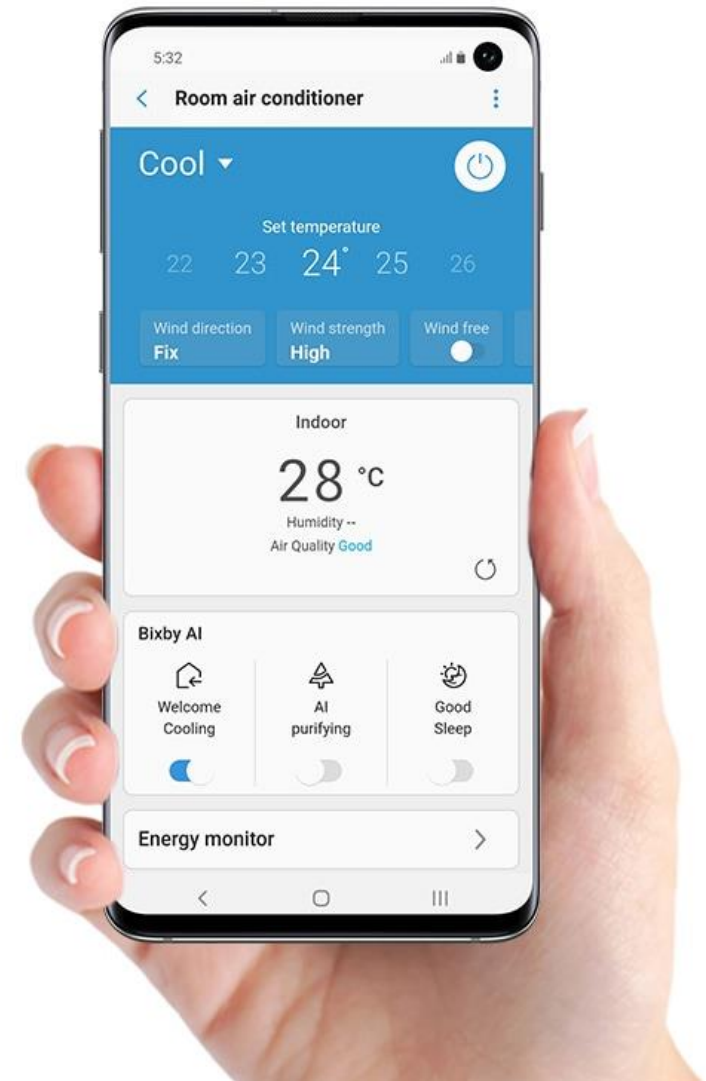 5:32
Room air conditioner
Cool
Set temperature
22 23 24° 25 26
Wind direction Wind strength Wind free
Fix High
Indoor
28 °C
Humidity --
Air Quality Good
Bixby AI
Welcome AI Good
Cooling purifying Sleep
Energy monitor